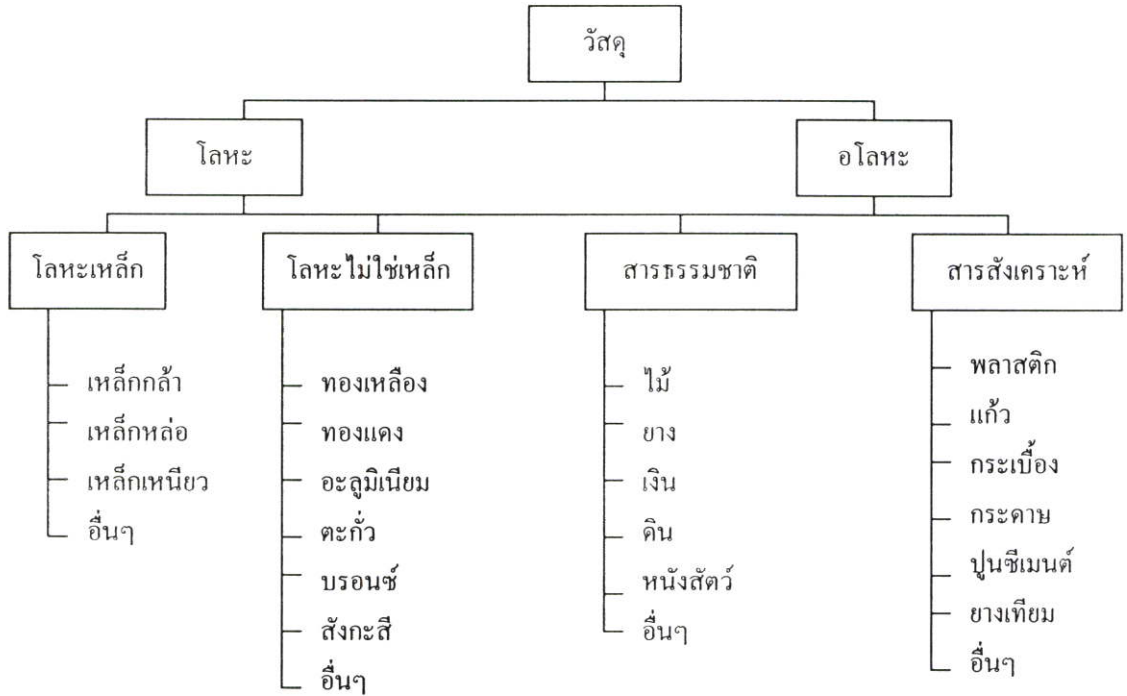 วัสดุ
โลหะ
อโลหะ
โลหะเหล็ก
โลหะไม่ใช่เหล็ก
สารธรรมชาติ
สารสังเคราะห์
เหล็กกล้า
เหล็กหล่อ
เหล็กเหนียว
อื่นๆ
ทองเหลือง
ทองแดง
อะลูมิเนียม
ตะกั่ว
บรอนซ์
สังกะสี
อื่นๆ
ไม้
ยาง
เงิน
ดิน
หนังสัตว์
อื่นๆ
พลาสติก
แก้ว
กระเบื้อง
กระดาษ
ปูนซีเมนต์
ยางเทียม
อื่นๆ